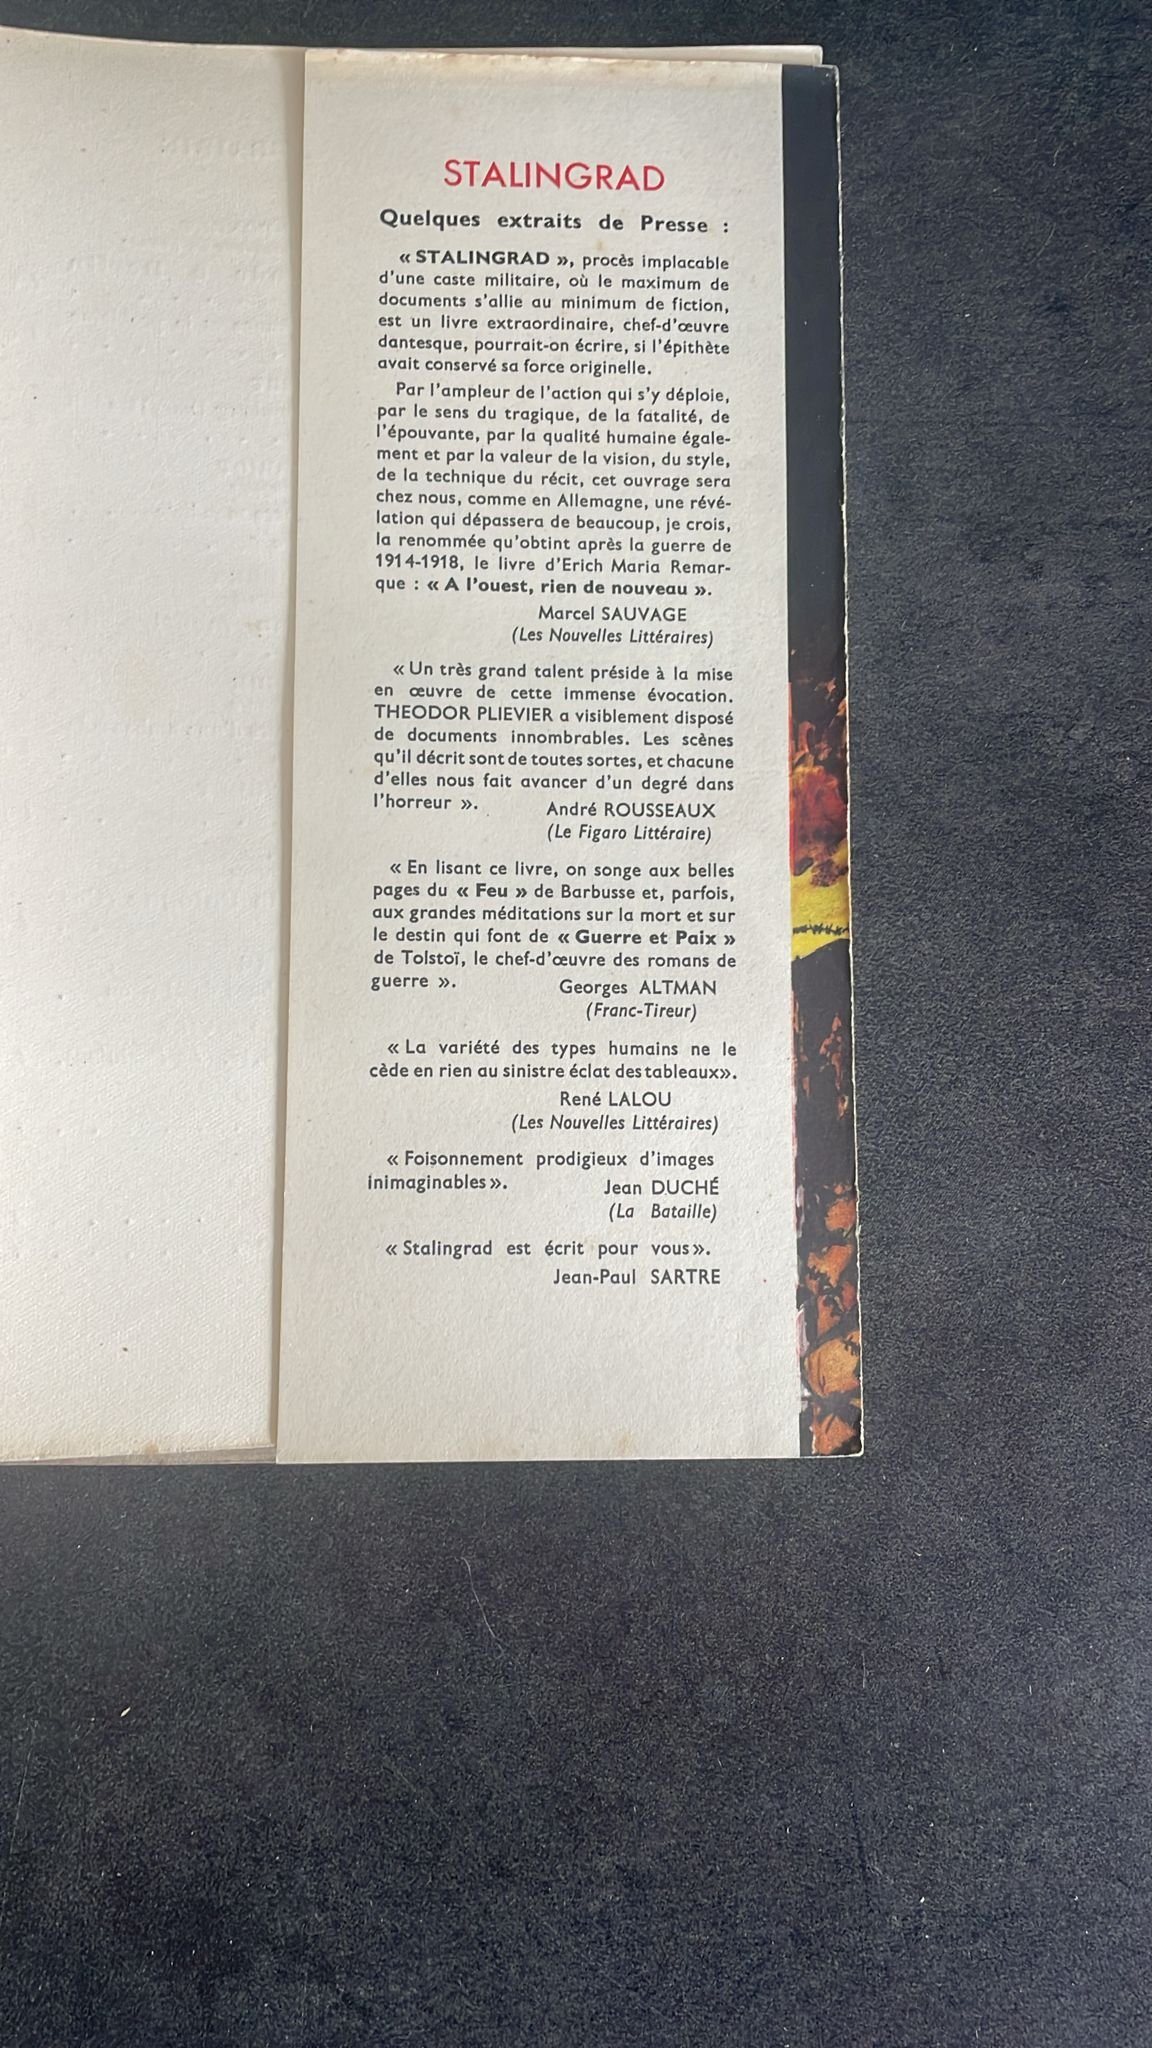 STALINGRAD
Quelques extraits de Presse :
« STALINGRAD », procès implacable
d'une caste militaire, où le maximum de
documents s'allie au minimum de fiction,
est un livre extraordinaire, chef-d'œuvre
dantesque, pourrait-on écrire, si l'épithète
avait conservé sa force originelle.
Par l'ampleur de l'action qui s'y déploie,
par le sens du tragique, de la fatalité, de
l'épouvante, par la qualité humaine égale-
ment et par la valeur de la vision, du style,
de la technique du récit, cet ouvrage sera
chez nous, comme en Allemagne, une révé-
lation qui dépassera de beaucoup, je crois,
la renommée qu'obtint après la guerre de
1914-1918, le livre d'Erich Maria Remar-
que : « A l'ouest, rien de nouveau ».
Marcel SAUVAGE
(Les Nouvelles Littéraires)
« Un très grand talent préside à la mise
en œuvre de cette immense évocation.
THEODOR PLIEVIER a visiblement disposé
de documents innombrables. Les scènes
qu'il décrit sont de toutes sortes, et chacune
d'elles nous fait avancer d'un degré dans
l'horreur ».
André ROUSSEAUX
(Le Figaro Littéraire)
« En lisant ce livre, on songe aux belles
pages du « Feu » de Barbusse et, parfois,
aux grandes méditations sur la mort et sur
le destin qui font de « Guerre et Paix »
de Tolstoï, le chef-d'œuvre des romans de
guerre ».
Georges ALTMAN
(Franc-Tireur)
« La variété des types humains ne le
cède en rien au sinistre éclat des tableaux».
René LALOU
(Les Nouvelles Littéraires)
« Foisonnement prodigieux d'images
inimaginables ».
Jean DUCHÉ
(La Bataille)
« Stalingrad est écrit pour vous».
Jean-Paul SARTRE